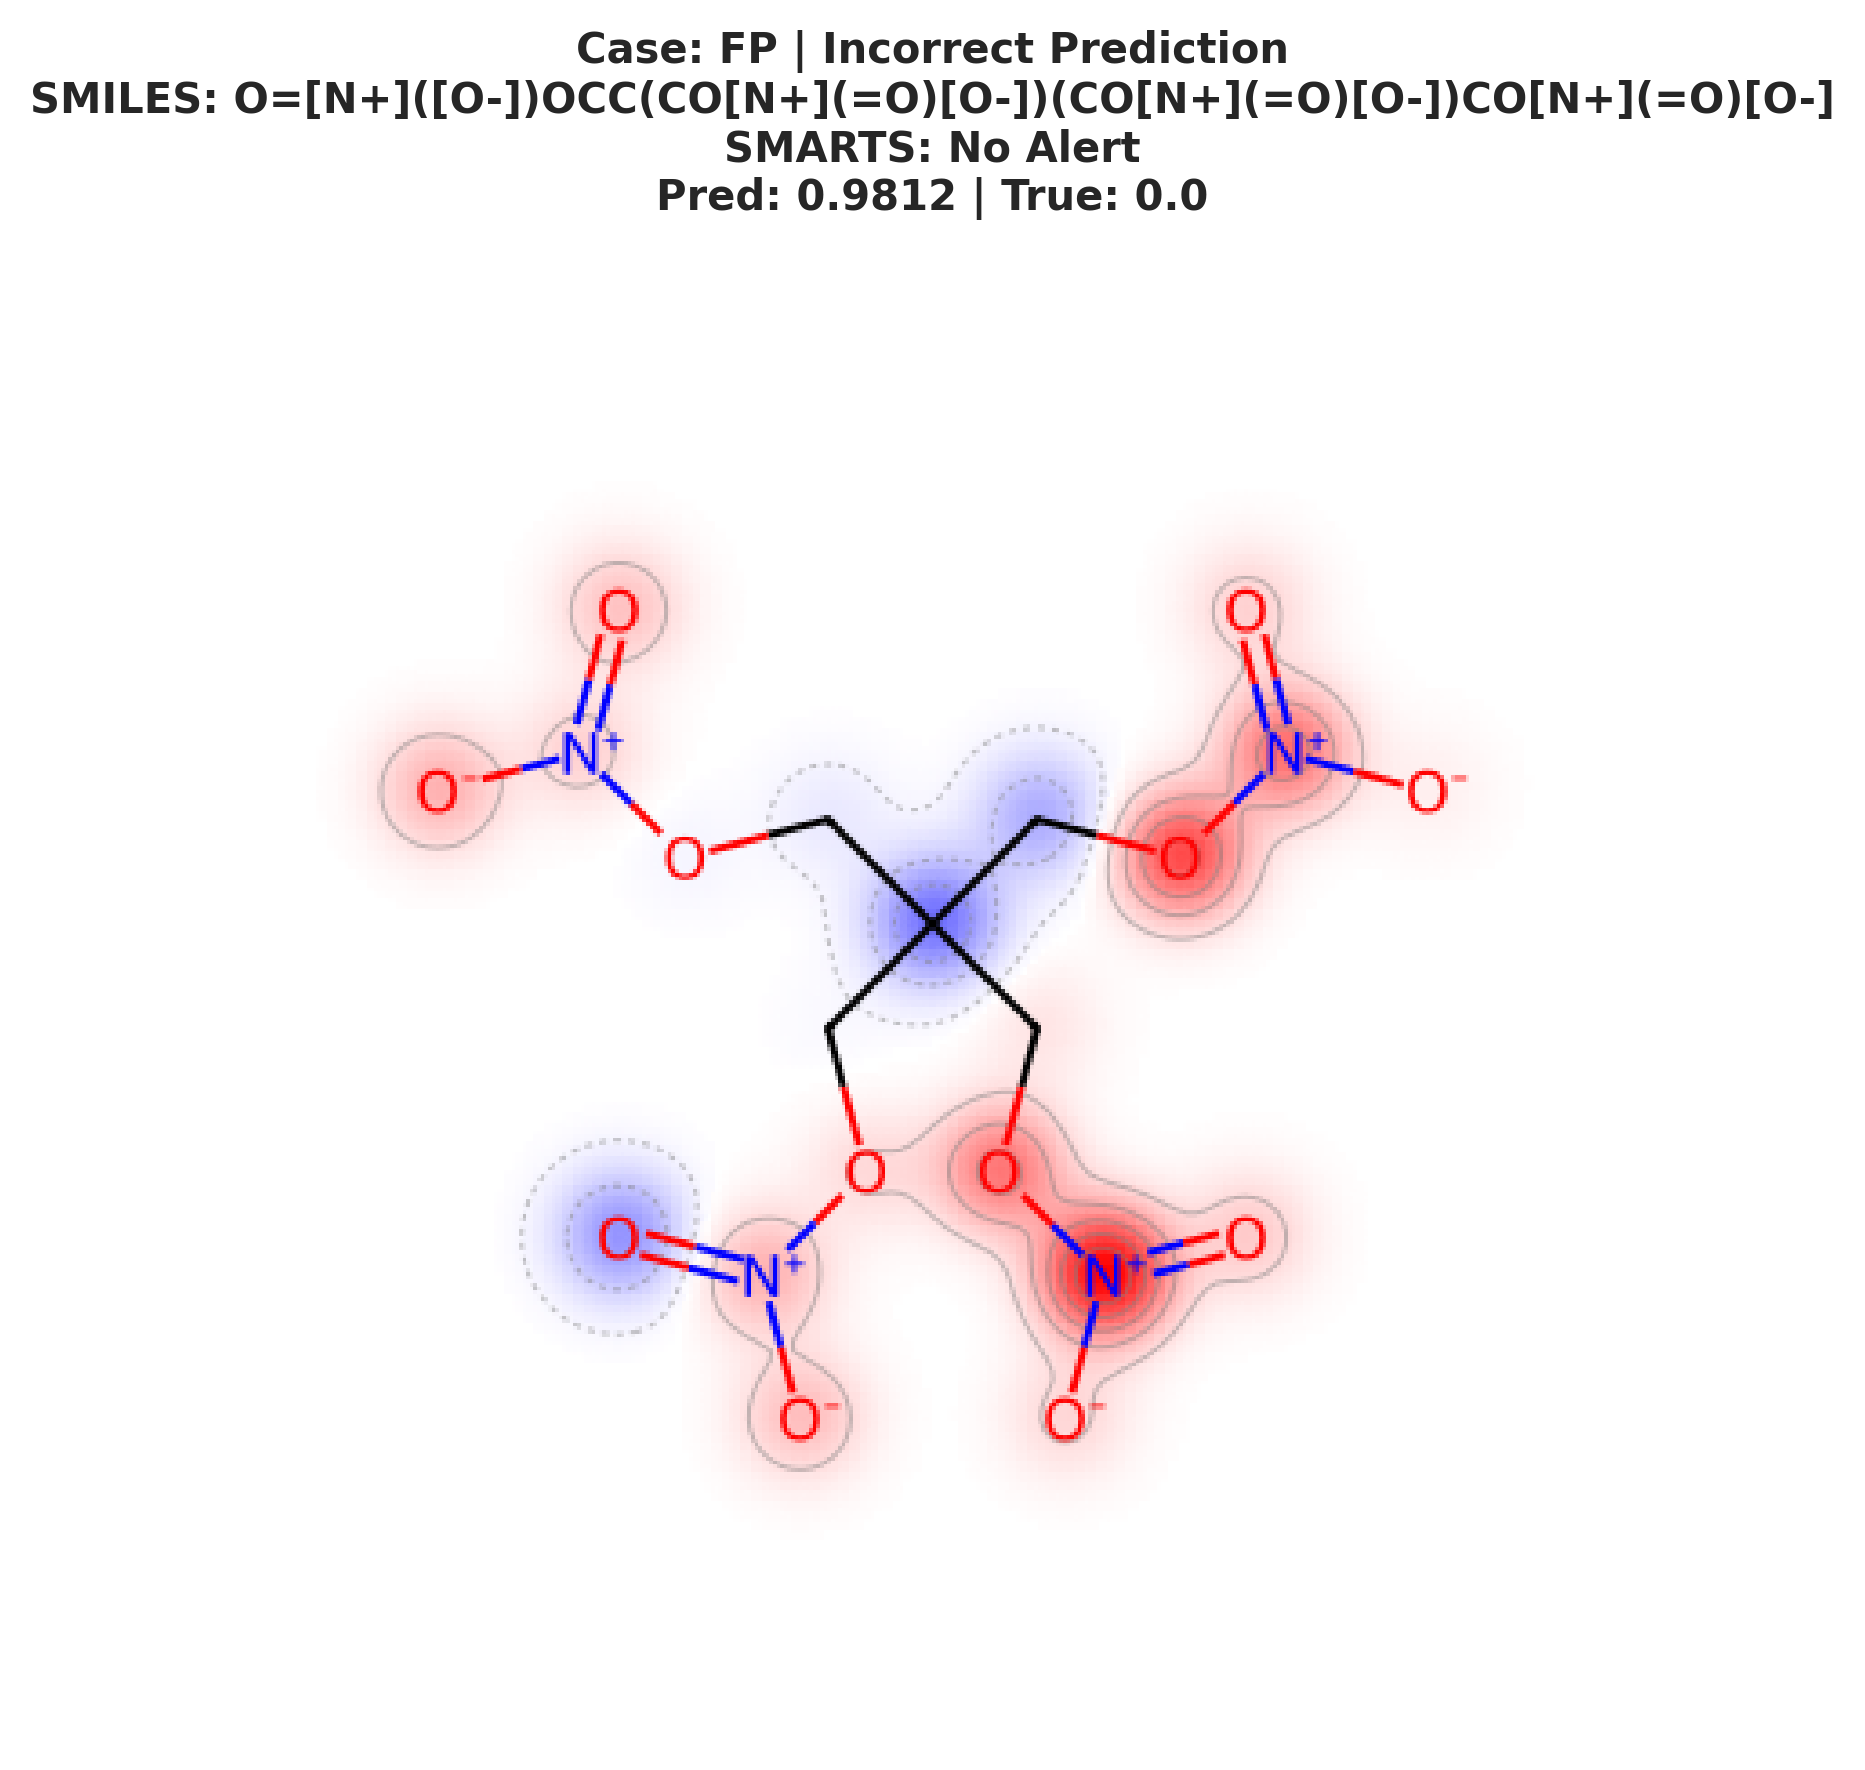 Case: FP | Incorrect Prediction
SMILES: O=[N+]([O-])OCC(CO[N+](=O)[O-])(CO[N+](=O)[O-])CO[N+](=O)[O-]
SMARTS: No Alert
Pred: 0.9812 | True: 0.0
O O
N+ N+
O- O-
O O
O O
O O
N+ N+
O- O-